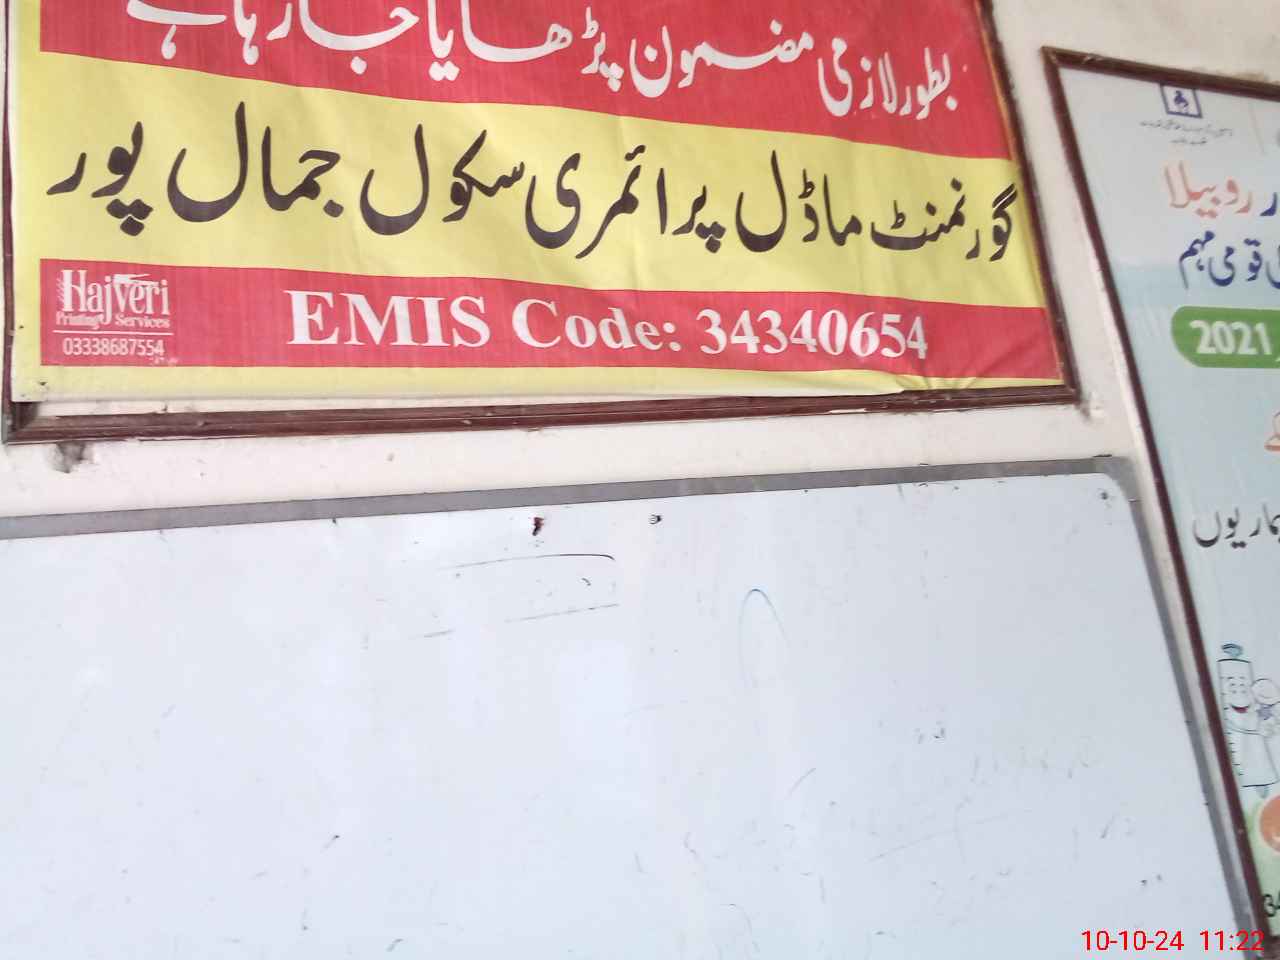 بطور لازمی مضمون پڑھایا جا رہا ہے
گورنمنٹ ماڈل پرائمری سکول جمال پور
EMIS Code: 34340654
Hajveri
Printing Services
03338687554
ر روبیلا
قومی مہم
2021
10-10-24 11:22